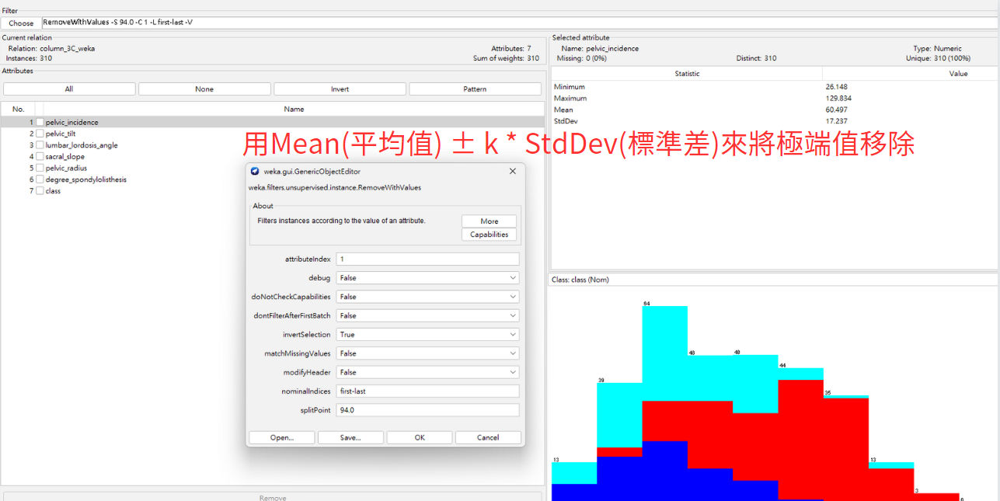 Filter
Choose RemoveWithValues -S 94.0 -C 1 -L first-last -V
Current relation
Relation: column_3C_weka Attributes: 7
Instances: 310 Sum of weights: 310
Attributes
All None Invert Pattern
No. Name
1 pelvic_incidence
2 pelvic_tilt
3 lumbar_lordosis_angle
4 sacral_slope
5 pelvic_radius
6 degree_spondylolisthesis
7 class
Remove
Selected attribute
Name: pelvic_incidence Type: Numeric
Missing: 0 (0%) Distinct: 310 Unique: 310 (100%)
Statistic Value
Minimum 26.148
Maximum 129.834
Mean 60.497
StdDev 17.237
用Mean(平均值) ± k * StdDev(標準差)來將極端值移除
weka.gui.GenericObjectEditor
weka.filters.unsupervised.instance.RemoveWithValues
About
Filters instances according to the value of an attribute.
More
Capabilities
attributeIndex 1
debug False
doNotCheckCapabilities False
dontFilterAfterFirstBatch False
invertSelection True
matchMissingValues False
modifyHeader False
nominalIndices first-last
splitPoint 94.0
Open... Save... OK Cancel
Class: class (Nom)
13
39
64
48
48
44
35
13
3